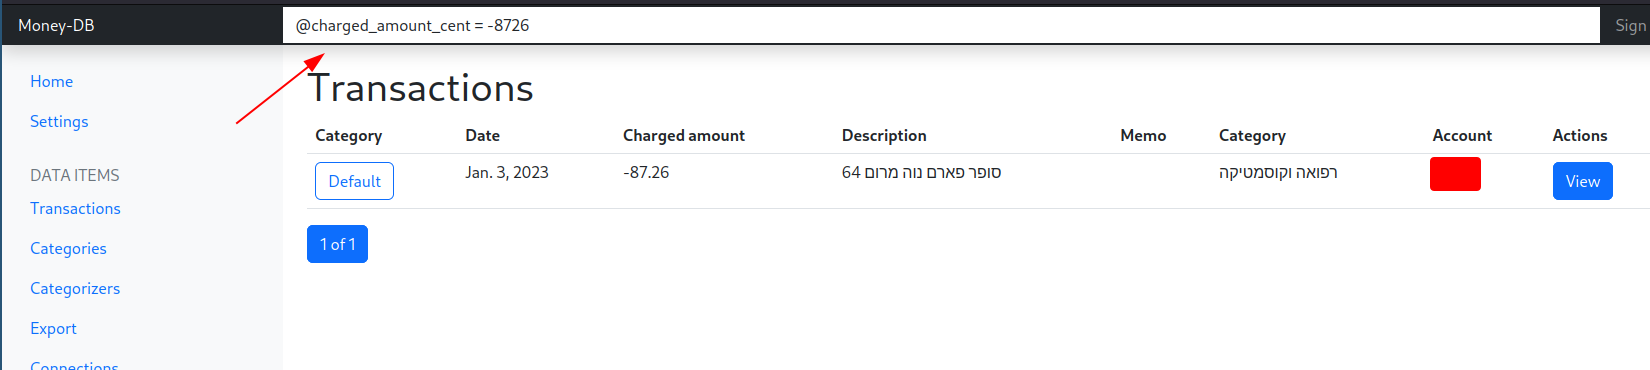 Money-DB
@charged_amount_cent = -8726
Sign
Home
Settings
DATA ITEMS
Transactions
Categories
Categorizers
Export
Connections
Transactions
Category Date Charged amount Description Memo Category Account Actions
Default Jan. 3, 2023 -87.26 סופר פארם נוה מרום 64 רפואה וקוסמטיקה View
1 of 1